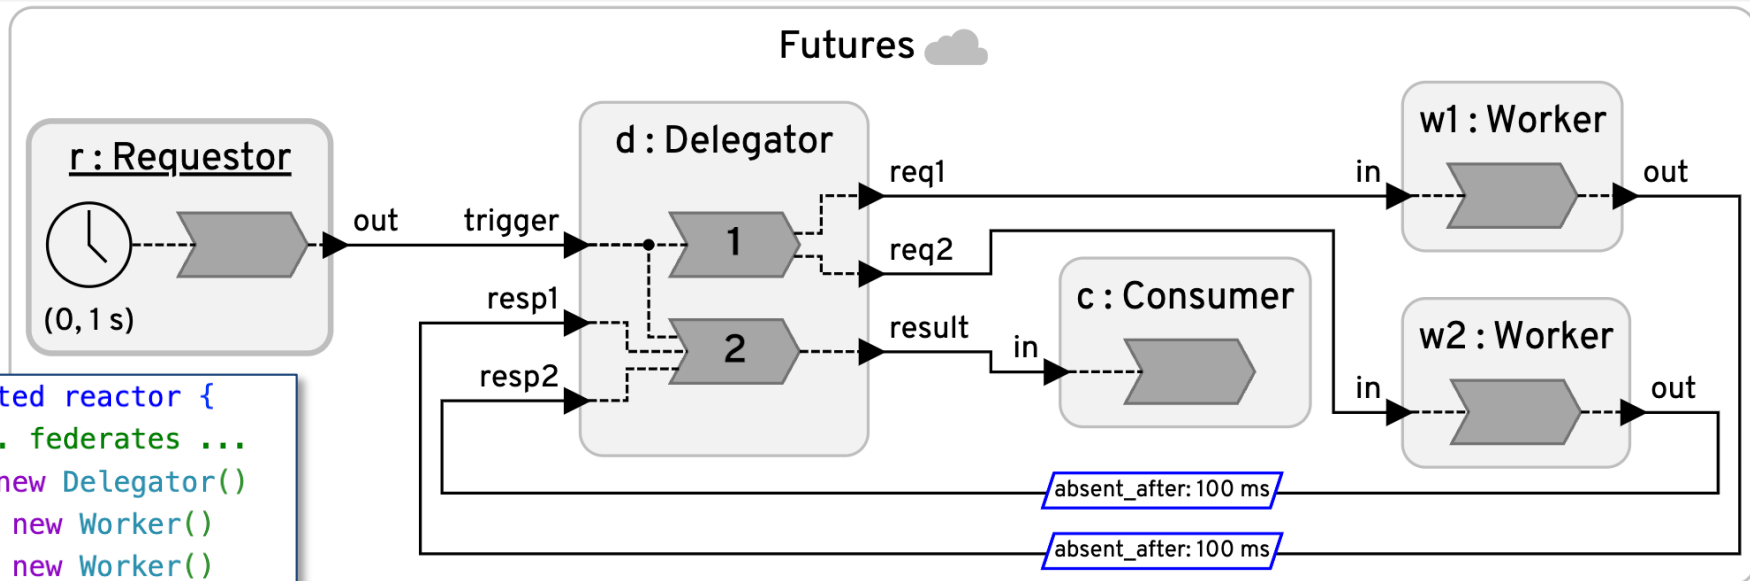 Futures
r : Requestor
(0, 1 s)
out
trigger
resp1
resp2
d : Delegator
1
2
req1
req2
result
in
c : Consumer
in
w1 : Worker
out
in
w2 : Worker
out
absent_after: 100 ms
absent_after: 100 ms
ted reactor {
. federates ...
new Delegator()
new Worker()
new Worker()